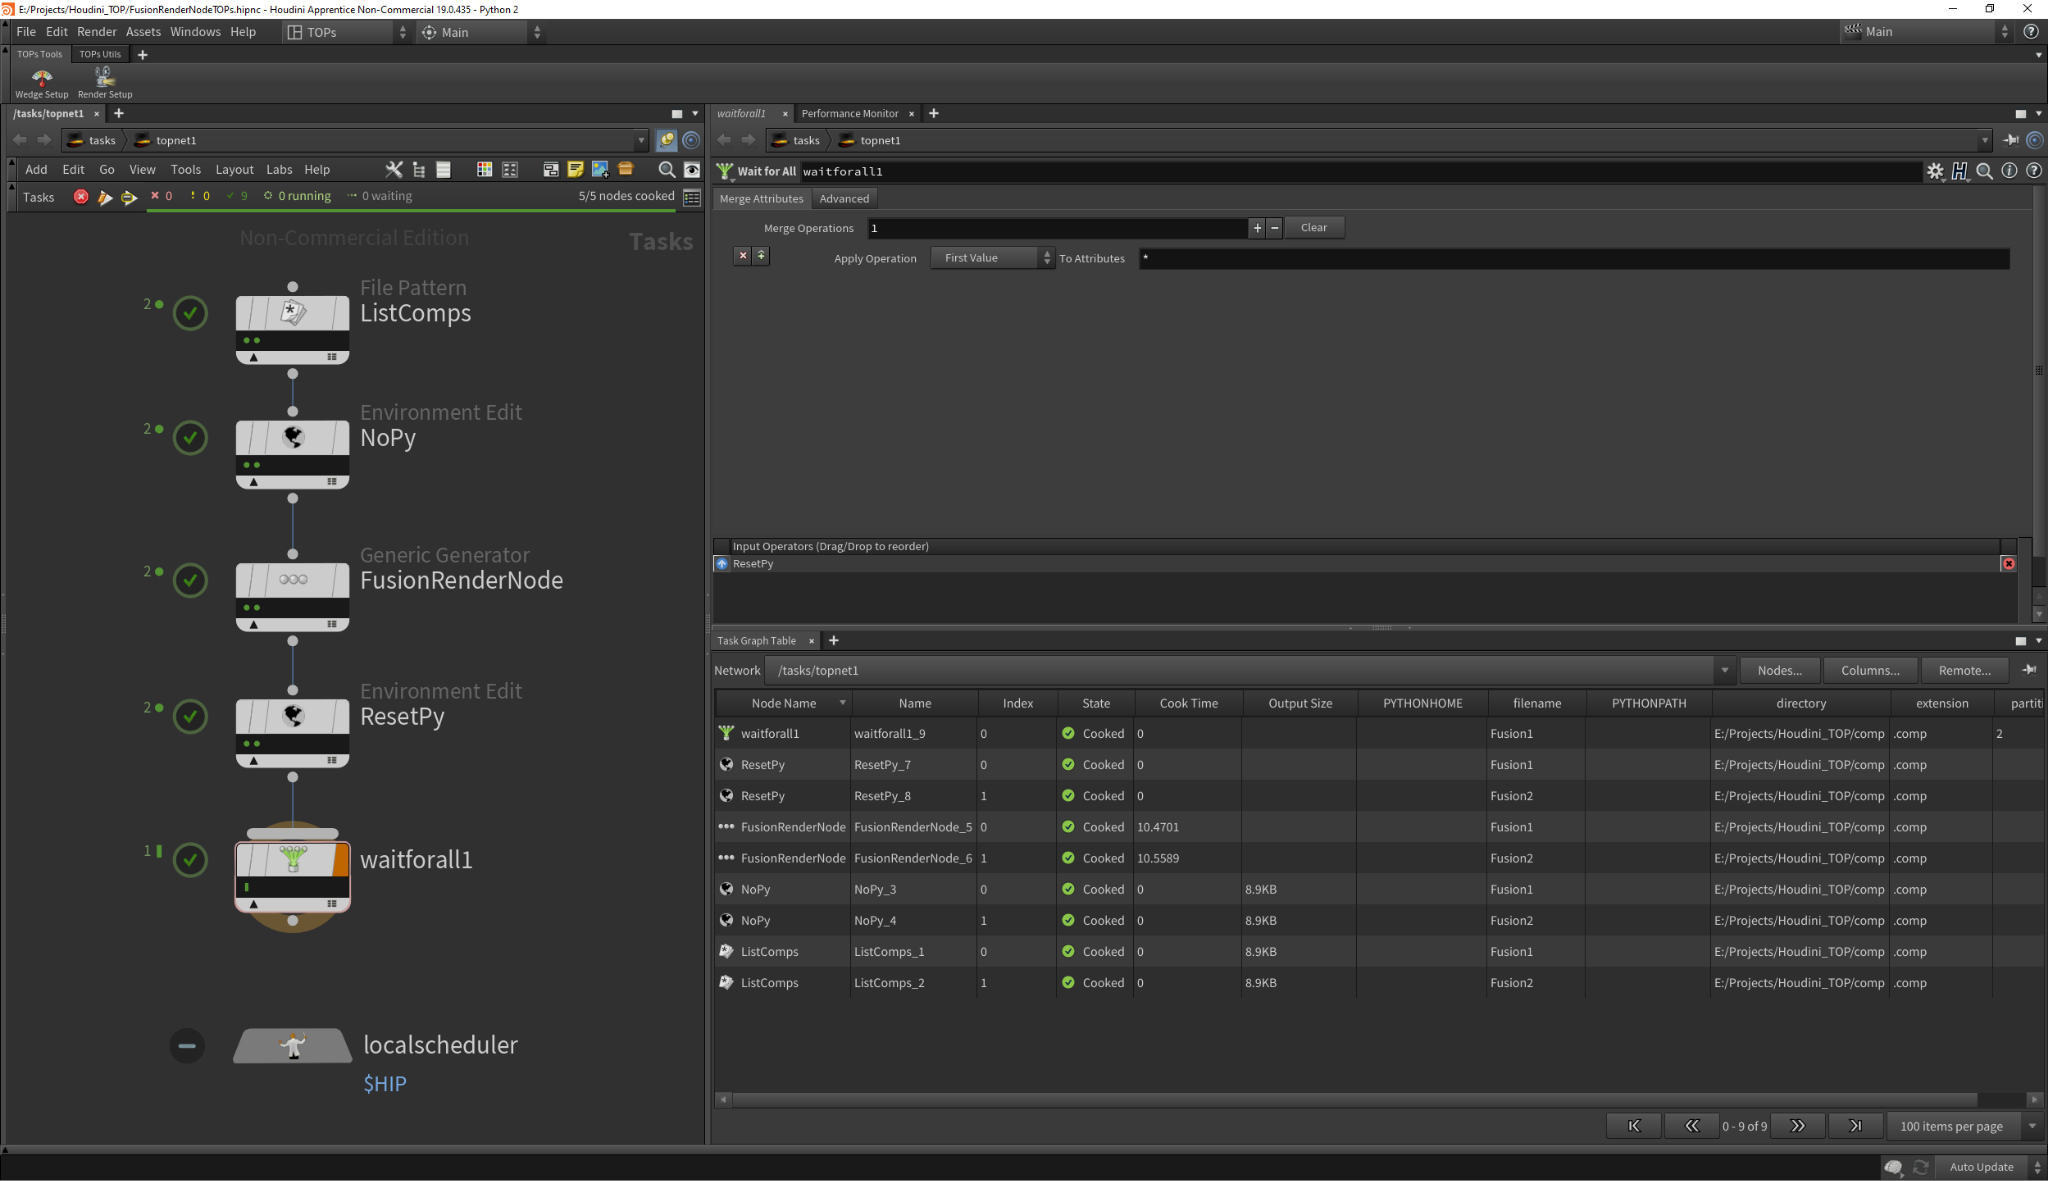 E:/Projects/Houdini_TOP/FusionRenderNodeTOPs.hipnc - Houdini Apprentice Non-Commercial 19.0.435 - Python 2
File Edit Render Assets Windows Help TOPs Main Main
TOPs Tools TOPs Utils
Wedge Setup Render Setup
/tasks/topnet1
tasks topnet1
Add Edit Go View Tools Layout Labs Help
Tasks 0 0 9 0 running 0 waiting 5/5 nodes cooked
Non-Commercial Edition Tasks
File Pattern
2 ListComps
Environment Edit
2 NoPy
Generic Generator
2 FusionRenderNode
Environment Edit
2 ResetPy
1 waitforall1
localscheduler
$HIP
waitforall1 Performance Monitor
tasks topnet1
Wait for All waitforall1
Merge Attributes Advanced
Merge Operations 1 + − Clear
Apply Operation First Value To Attributes *
Input Operators (Drag/Drop to reorder)
ResetPy
Task Graph Table
Network /tasks/topnet1 Nodes... Columns... Remote...
Node Name Name Index State Cook Time Output Size PYTHONHOME filename PYTHONPATH directory extension partiti
waitforall1 waitforall1_9 0 Cooked 0 Fusion1 E:/Projects/Houdini_TOP/comp .comp 2
ResetPy ResetPy_7 0 Cooked 0 Fusion1 E:/Projects/Houdini_TOP/comp .comp
ResetPy ResetPy_8 1 Cooked 0 Fusion2 E:/Projects/Houdini_TOP/comp .comp
FusionRenderNode FusionRenderNode_5 0 Cooked 10.4701 Fusion1 E:/Projects/Houdini_TOP/comp .comp
FusionRenderNode FusionRenderNode_6 1 Cooked 10.5589 Fusion2 E:/Projects/Houdini_TOP/comp .comp
NoPy NoPy_3 0 Cooked 0 8.9KB Fusion1 E:/Projects/Houdini_TOP/comp .comp
NoPy NoPy_4 1 Cooked 0 8.9KB Fusion2 E:/Projects/Houdini_TOP/comp .comp
ListComps ListComps_1 0 Cooked 0 8.9KB Fusion1 E:/Projects/Houdini_TOP/comp .comp
ListComps ListComps_2 1 Cooked 0 8.9KB Fusion2 E:/Projects/Houdini_TOP/comp .comp
0 - 9 of 9 100 items per page
Auto Update